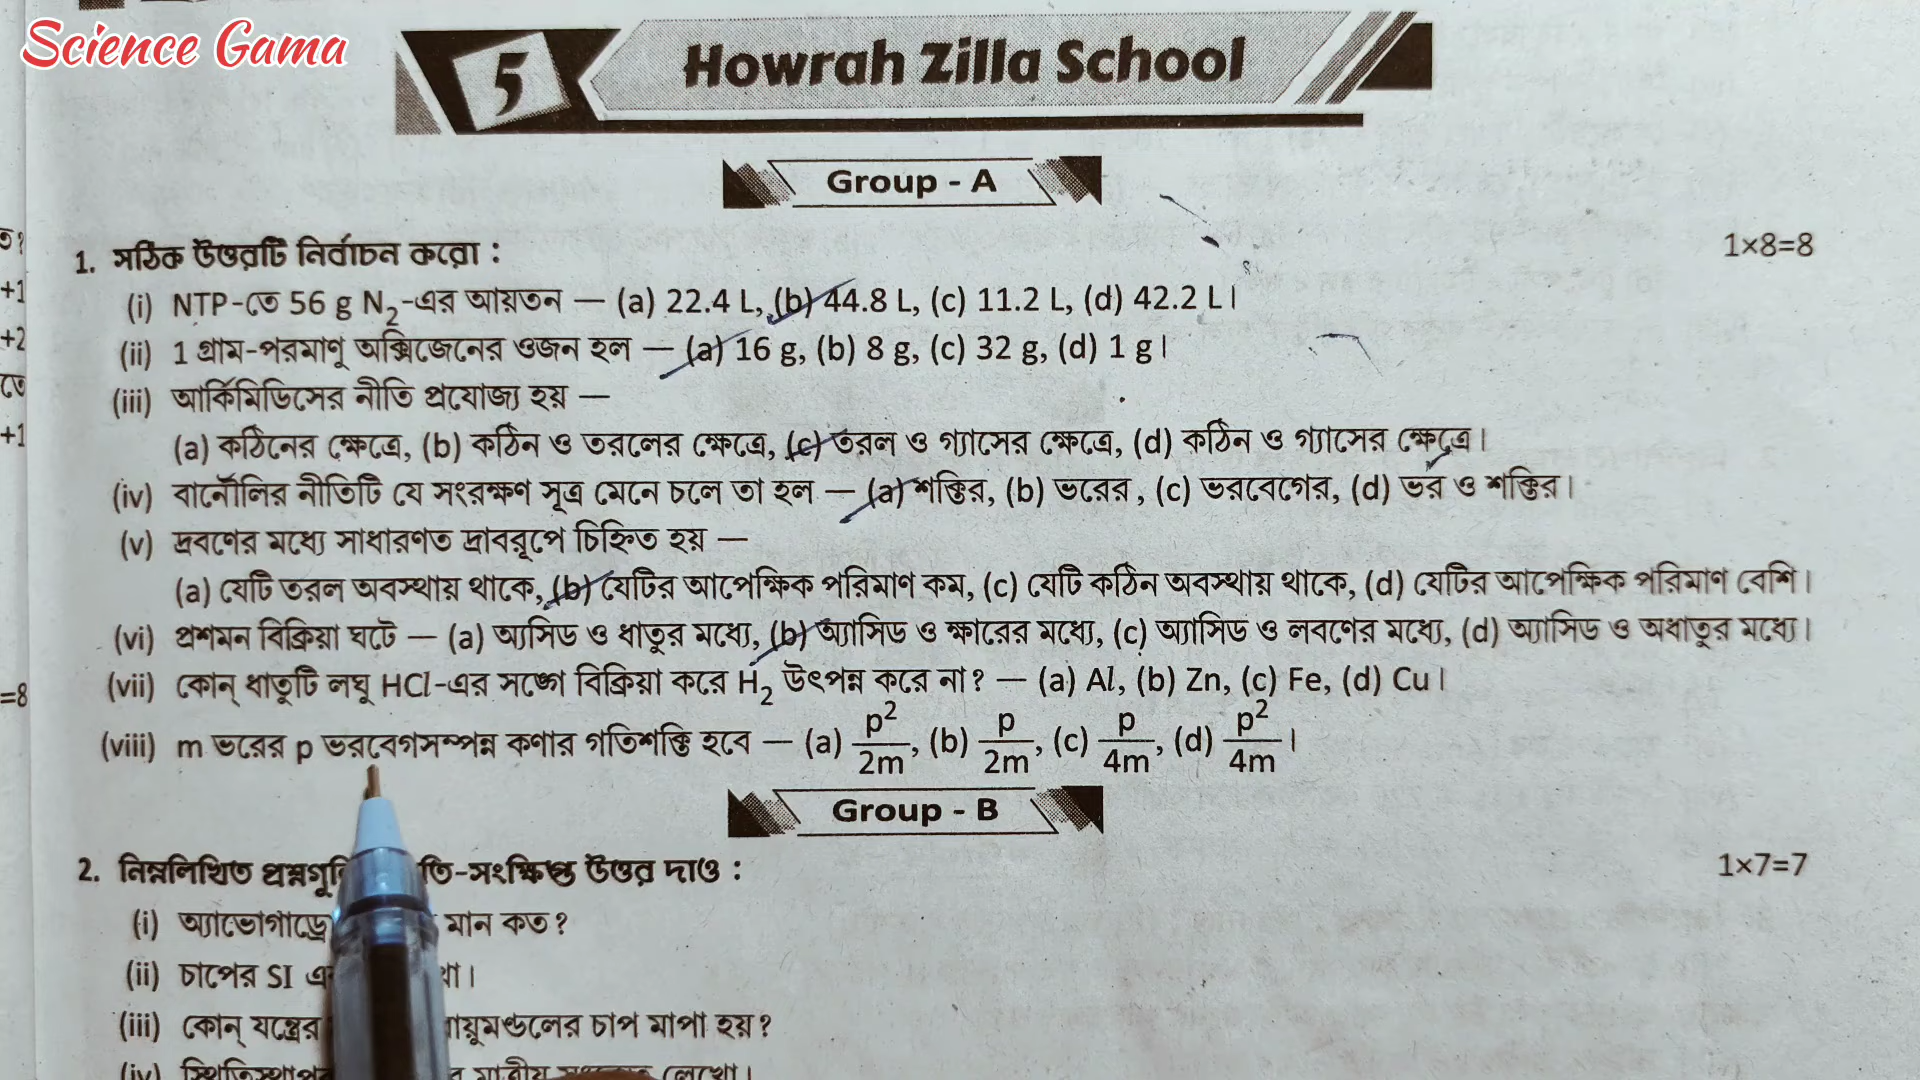 Science Gama
5 Howrah Zilla School
Group - A
1. সঠিক উত্তরটি নির্বাচন করো : 1×8=8
(i) NTP-তে 56 g N₂-এর আয়তন — (a) 22.4 L, (b) 44.8 L, (c) 11.2 L, (d) 42.2 L।
(ii) 1 গ্রাম-পরমাণু অক্সিজেনের ওজন হল — (a) 16 g, (b) 8 g, (c) 32 g, (d) 1 g।
(iii) আর্কিমিডিসের নীতি প্রযোজ্য হয় —
(a) কঠিনের ক্ষেত্রে, (b) কঠিন ও তরলের ক্ষেত্রে, (c) তরল ও গ্যাসের ক্ষেত্রে, (d) কঠিন ও গ্যাসের ক্ষেত্রে।
(iv) বার্নৌলির নীতিটি যে সংরক্ষণ সূত্র মেনে চলে তা হল — (a) শক্তির, (b) ভরের, (c) ভরবেগের, (d) ভর ও শক্তির।
(v) দ্রবণের মধ্যে সাধারণত দ্রাবরূপে চিহ্নিত হয় —
(a) যেটি তরল অবস্থায় থাকে, (b) যেটির আপেক্ষিক পরিমাণ কম, (c) যেটি কঠিন অবস্থায় থাকে, (d) যেটির আপেক্ষিক পরিমাণ বেশি।
(vi) প্রশমন বিক্রিয়া ঘটে — (a) অ্যসিড ও ধাতুর মধ্যে, (b) অ্যাসিড ও ক্ষারের মধ্যে, (c) অ্যাসিড ও লবণের মধ্যে, (d) অ্যাসিড ও অধাতুর মধ্যে।
(vii) কোন্ ধাতুটি লঘু HCl-এর সঙ্গে বিক্রিয়া করে H₂ উৎপন্ন করে না? — (a) Al, (b) Zn, (c) Fe, (d) Cu।
(viii) m ভরের p ভরবেগসম্পন্ন কণার গতিশক্তি হবে — (a) p²/2m, (b) p/2m, (c) p/4m, (d) p²/4m।
Group - B
2. নিম্নলিখিত সংক্ষিপ্ত উত্তর দাও : 1×7=7
(i) মান কত?
(ii) চাপের SI
(iii) কোন্ যন্ত্রের চাপ মাপা হয়?
(iv) লেখো।
ত?
+1
+2
তে
+1
=8